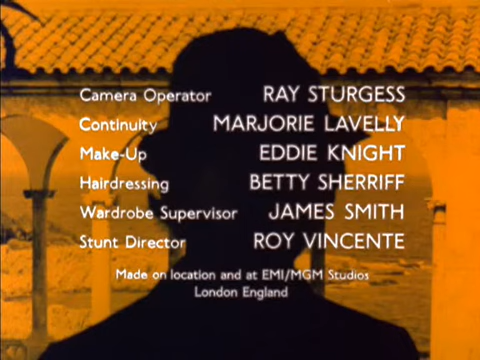 Camera Operator RAY STURGESS
Continuity MARJORIE LAVELLY
Make-Up EDDIE KNIGHT
Hairdressing BETTY SHERRIFF
Wardrobe Supervisor JAMES SMITH
Stunt Director ROY VINCENTE
Made on location and at EMI/MGM Studios
London England